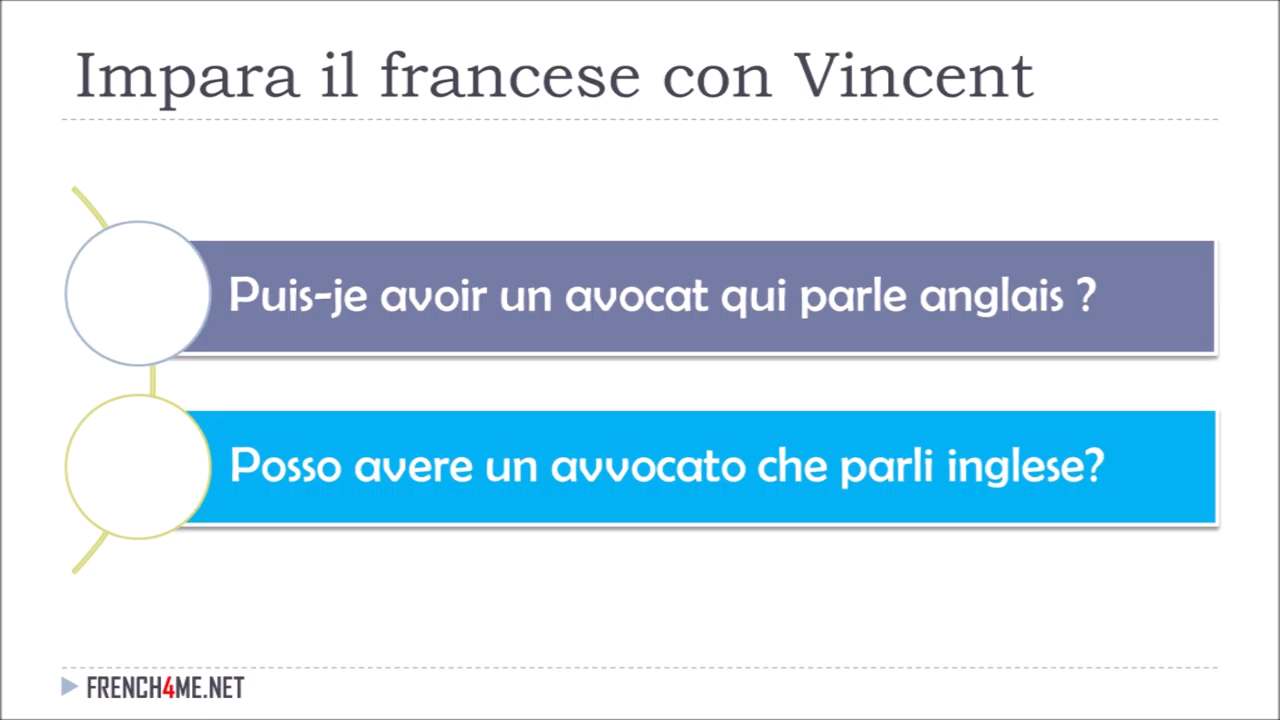 Impara il francese con Vincent
Puis-je avoir un avocat qui parle anglais ?
Posso avere un avvocato che parli inglese?
FRENCH4ME.NET